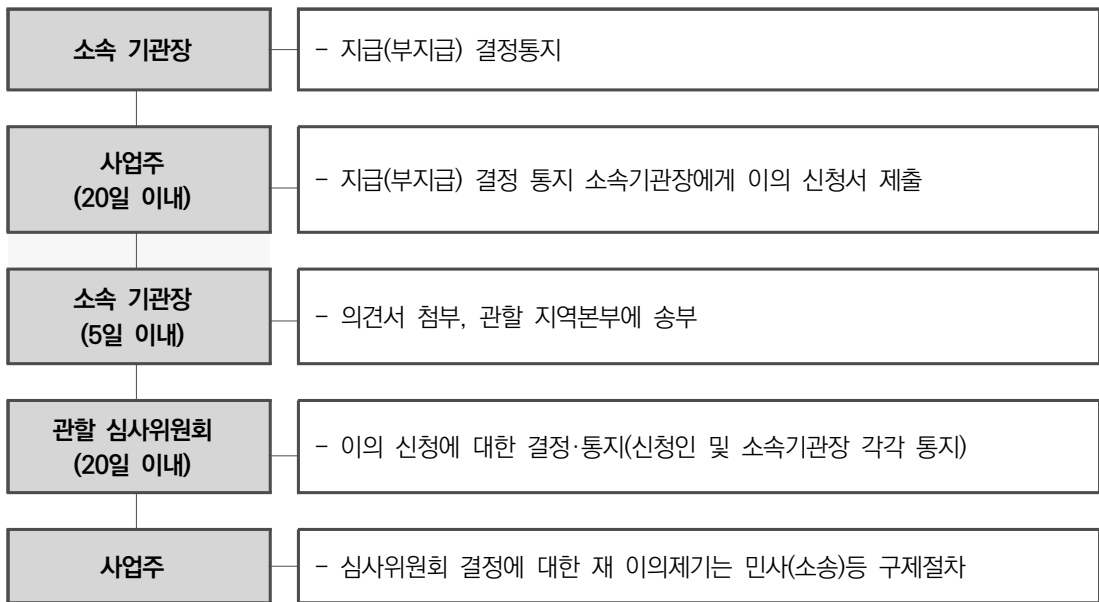 소속 기관장
- 지급(부지급) 결정통지
사업주
(20일 이내)
- 지급(부지급) 결정 통지 소속기관장에게 이의 신청서 제출
소속 기관장
(5일 이내)
- 의견서 첨부, 관할 지역본부에 송부
관할 심사위원회
(20일 이내)
- 이의 신청에 대한 결정·통지(신청인 및 소속기관장 각각 통지)
사업주
- 심사위원회 결정에 대한 재 이의제기는 민사(소송)등 구제절차